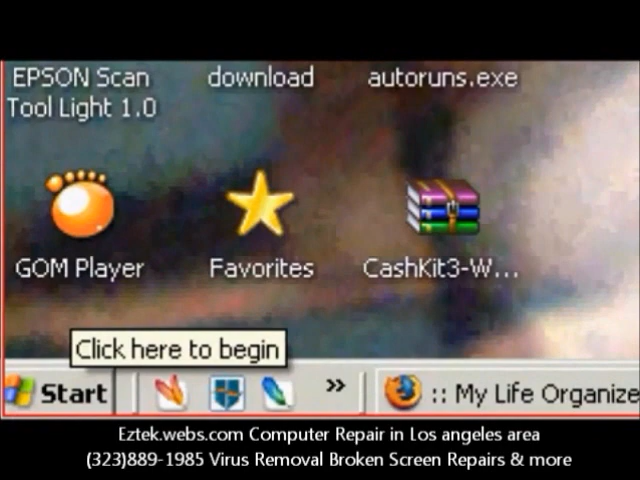 EPSON Scan
Tool Light 1.0
download
autoruns.exe
GOM Player
Favorites
CashKit3-W...
Click here to begin
Start
:: My Life Organize
Eztek.webs.com Computer Repair in Los angeles area
(323)889-1985 Virus Removal Broken Screen Repairs & more